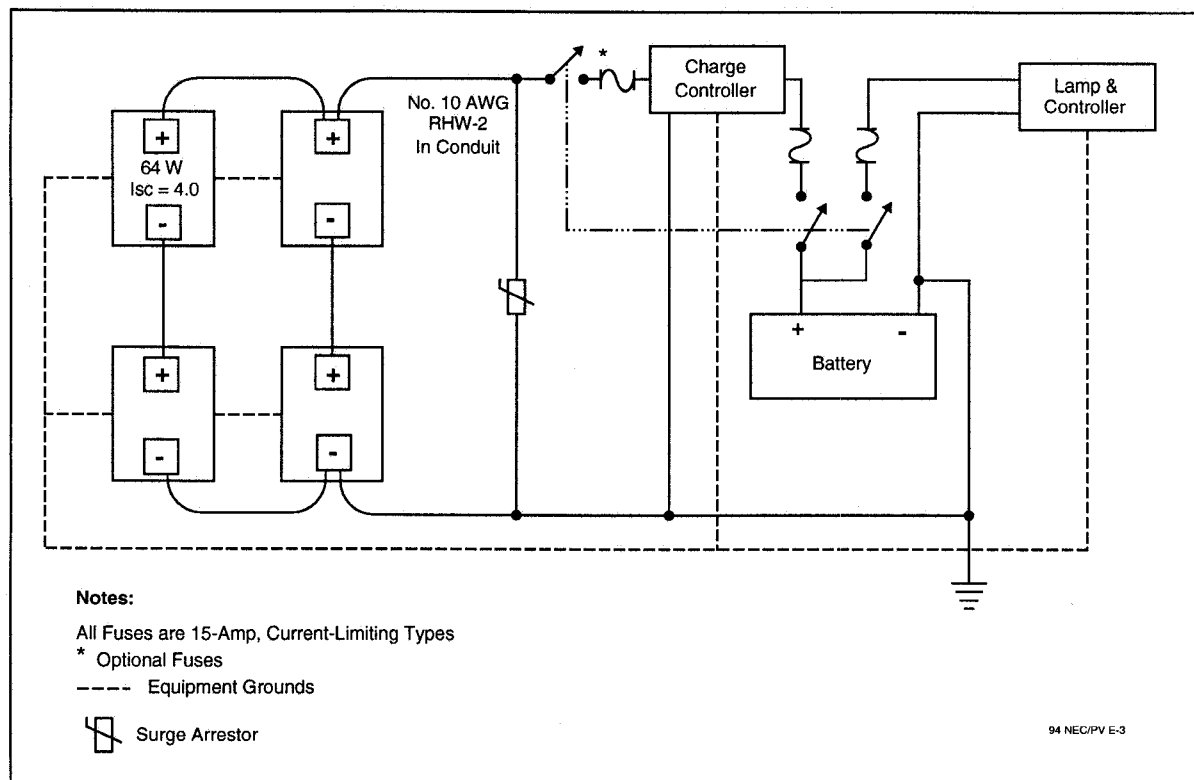 *
Charge
Controller
Lamp &
Controller
No. 10 AWG
RHW-2
In Conduit
+
+
64 W
Isc = 4.0
-
-
+
-
Battery
+
+
-
-
Notes:
All Fuses are 15-Amp, Current-Limiting Types
* Optional Fuses
Equipment Grounds
Surge Arrestor
94 NEC/PV E-3